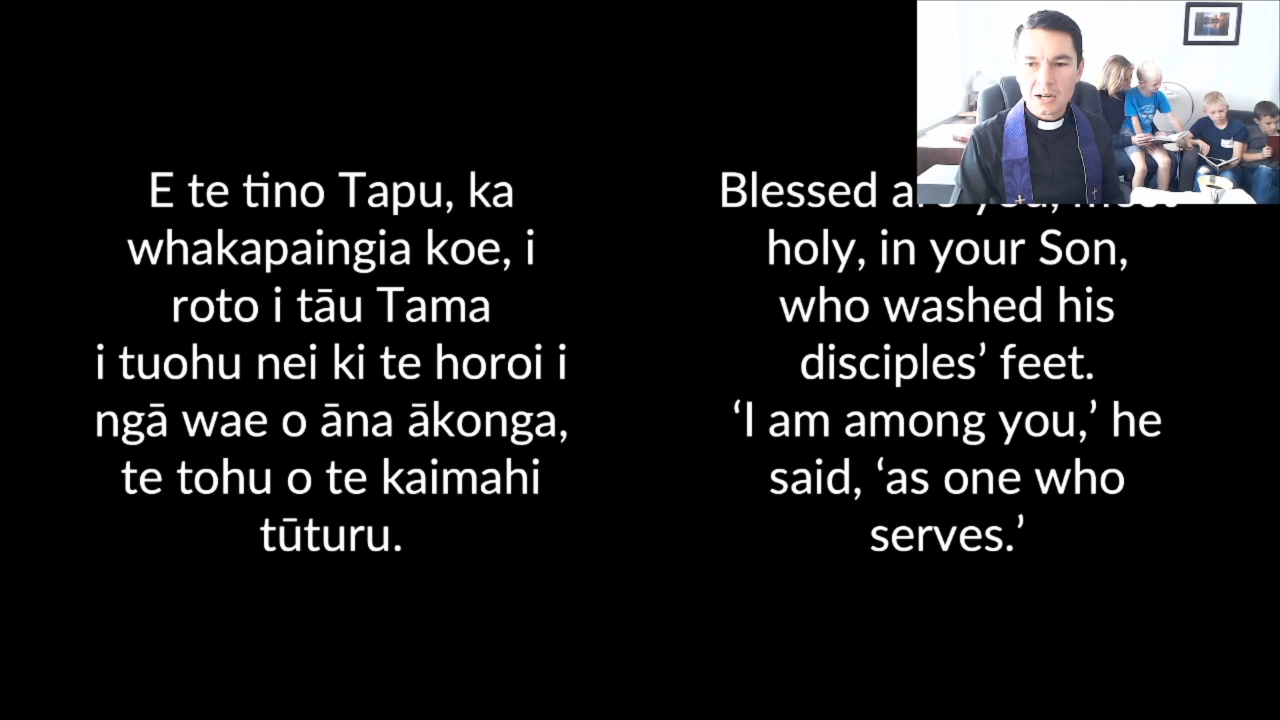 E te tino Tapu, ka
whakapaingia koe, i
roto i tāu Tama
i tuohu nei ki te horoi i
ngā wae o āna ākonga,
te tohu o te kaimahi
tūturu.
Blessed are you,
holy, in your Son,
who washed his
disciples’ feet.
‘I am among you,’ he
said, ‘as one who
serves.’